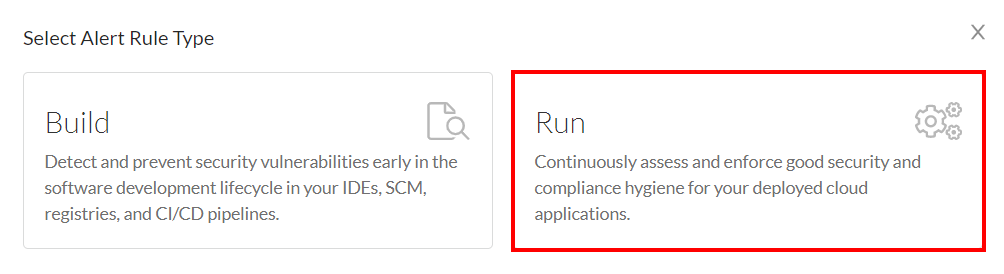 Select Alert Rule Type
Build
Detect and prevent security vulnerabilities early in the
software development lifecycle in your IDEs, SCM,
registries, and CI/CD pipelines.
Run
Continuously assess and enforce good security and
compliance hygiene for your deployed cloud
applications.